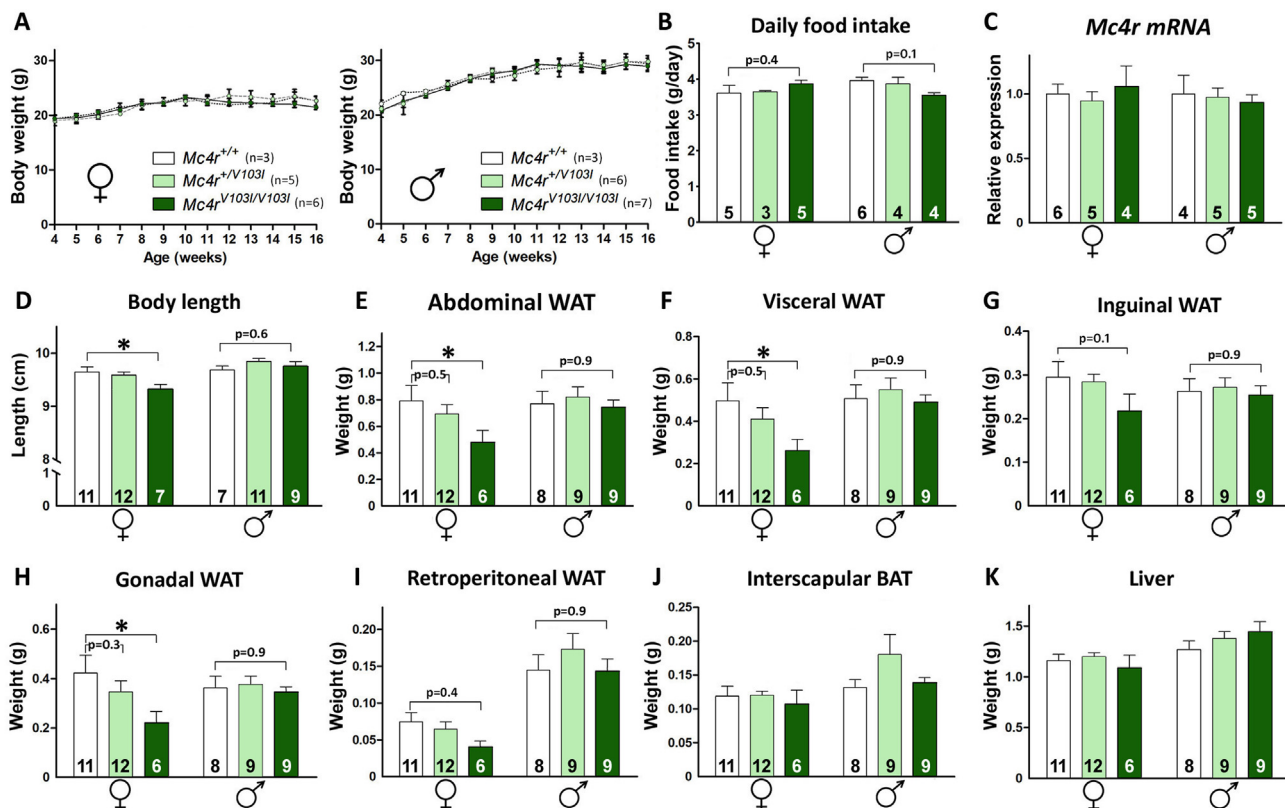 A
Body weight (g)
30
20
10
0
Mc4r+/+ (n=3)
Mc4r+/V103I (n=5)
Mc4rV103I/V103I (n=6)
4 5 6 7 8 9 10 11 12 13 14 15 16
Age (weeks)
Body weight (g)
30
20
10
0
Mc4r+/+ (n=3)
Mc4r+/V103I (n=6)
Mc4rV103I/V103I (n=7)
4 5 6 7 8 9 10 11 12 13 14 15 16
Age (weeks)
B
Daily food intake
Food intake (g/day)
5
4
3
2
1
0
p=0.4
p=0.1
5 3 5 6 4 4
♀ ♂
C
Mc4r mRNA
Relative expression
1.0
0.5
0
6 5 4 4 5 5
♀ ♂
D
Body length
Length (cm)
10
9
8
1
0
*
p=0.6
11 12 7 7 11 9
♀ ♂
E
Abdominal WAT
Weight (g)
1.2
1.0
0.8
0.6
0.4
0.2
0.0
*
p=0.5
p=0.9
11 12 6 8 9 9
♀ ♂
F
Visceral WAT
Weight (g)
0.8
0.6
0.4
0.2
0
*
p=0.5
p=0.9
11 12 6 8 9 9
♀ ♂
G
Inguinal WAT
Weight (g)
0.4
0.3
0.2
0.1
0
p=0.1
p=0.9
11 12 6 8 9 9
♀ ♂
H
Gonadal WAT
Weight (g)
0.6
0.4
0.2
0
*
p=0.3
p=0.9
11 12 6 8 9 9
♀ ♂
I
Retroperitoneal WAT
Weight (g)
0.20
0.15
0.10
0.05
0
p=0.4
p=0.9
11 12 6 8 9 9
♀ ♂
J
Interscapular BAT
Weight (g)
0.25
0.20
0.15
0.10
0.05
0
11 12 6 8 9 9
♀ ♂
K
Liver
Weight (g)
1.5
1.0
0.5
0
11 12 6 8 9 9
♀ ♂